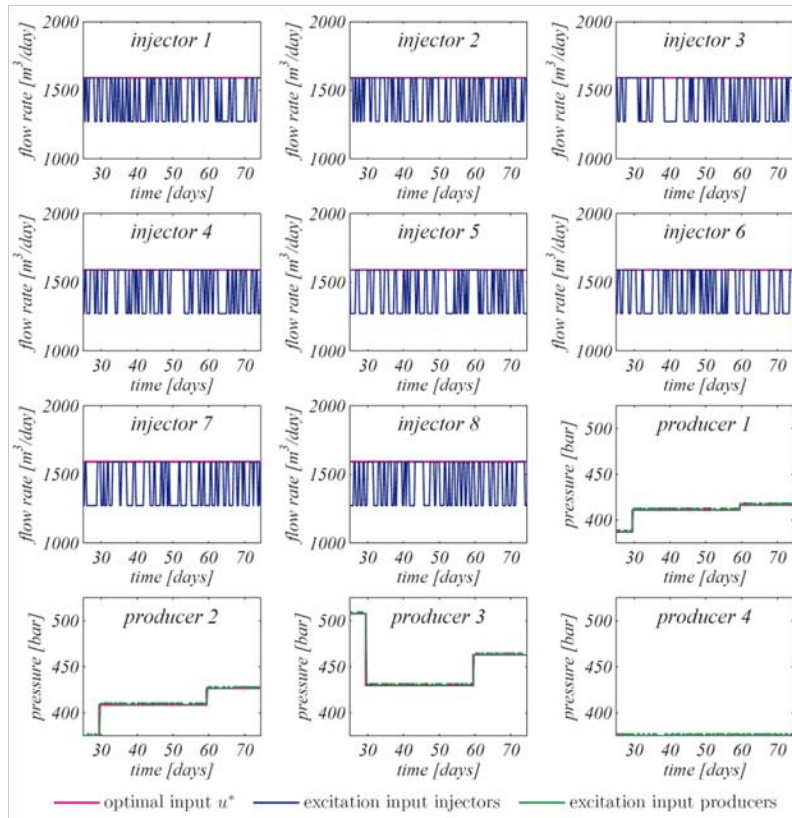 injector 1
injector 2
injector 3
flow rate [m³/day]
2000
1500
1000
flow rate [m³/day]
2000
1500
1000
flow rate [m³/day]
2000
1500
1000
30 40 50 60 70
30 40 50 60 70
30 40 50 60 70
time [days]
time [days]
time [days]
injector 4
injector 5
injector 6
flow rate [m³/day]
2000
1500
1000
flow rate [m³/day]
2000
1500
1000
flow rate [m³/day]
2000
1500
1000
30 40 50 60 70
30 40 50 60 70
30 40 50 60 70
time [days]
time [days]
time [days]
injector 7
injector 8
producer 1
flow rate [m³/day]
2000
1500
1000
flow rate [m³/day]
2000
1500
1000
pressure [bar]
500
450
400
30 40 50 60 70
30 40 50 60 70
30 40 50 60 70
time [days]
time [days]
time [days]
producer 2
producer 3
producer 4
pressure [bar]
500
450
400
pressure [bar]
500
450
400
pressure [bar]
500
450
400
30 40 50 60 70
30 40 50 60 70
30 40 50 60 70
time [days]
time [days]
time [days]
optimal input u* excitation input injectors excitation input producers